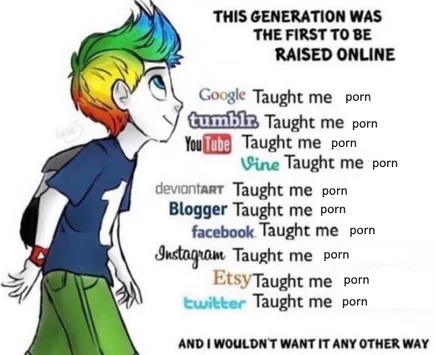 THIS GENERATION WAS
THE FIRST TO BE
RAISED ONLINE
Google Taught me porn
tumblr. Taught me porn
YouTube Taught me porn
Vine Taught me porn
deviantART Taught me porn
Blogger Taught me porn
facebook. Taught me porn
Instagram Taught me porn
Etsy Taught me porn
twitter Taught me porn
AND I WOULDN'T WANT IT ANY OTHER WAY
1